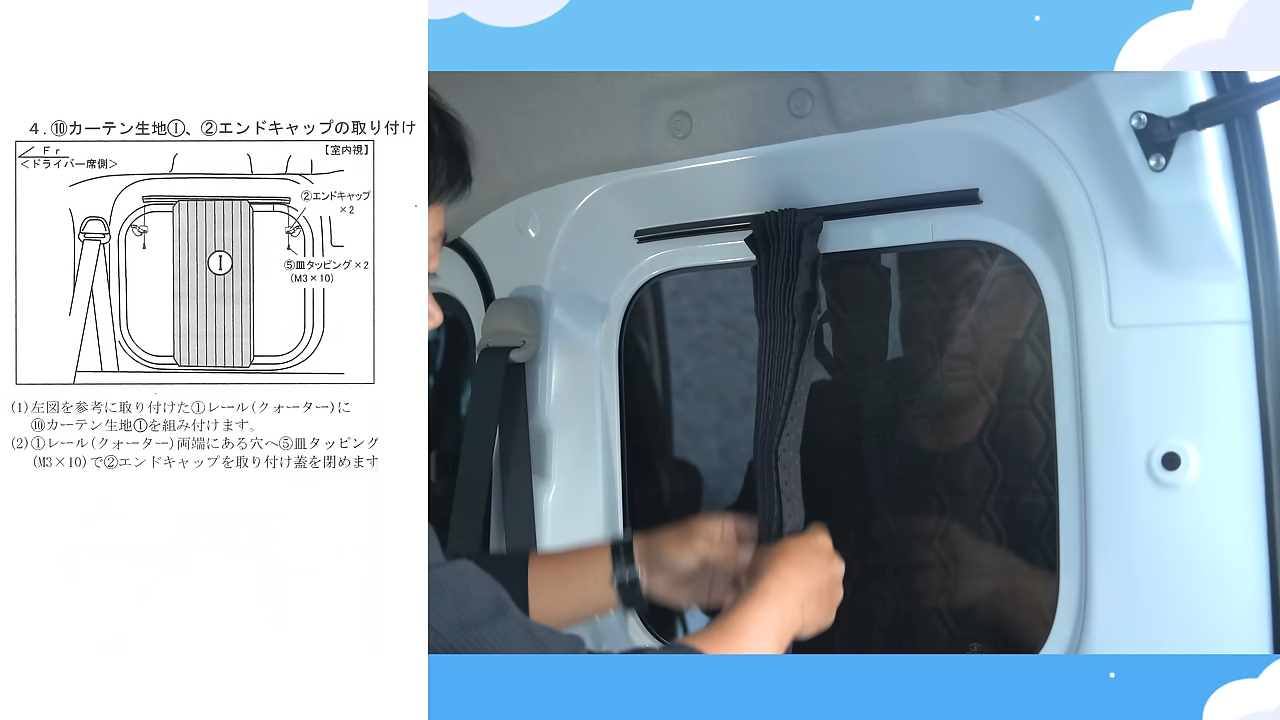 ４．⑩カーテン生地Ⓘ、②エンドキャップの取り付け
Ｆｒ
＜ドライバー席側＞
【室内視】
②エンドキャップ
×２
Ⓘ
⑤皿タッピング×２
(M3×10)
(1)左図を参考に取り付けた①レール(クォーター)に
⑩カーテン生地Ⓘを組み付けます。
(2)①レール(クォーター)両端にある穴へ⑤皿タッピング
(M3×10)で②エンドキャップを取り付け蓋を閉めます